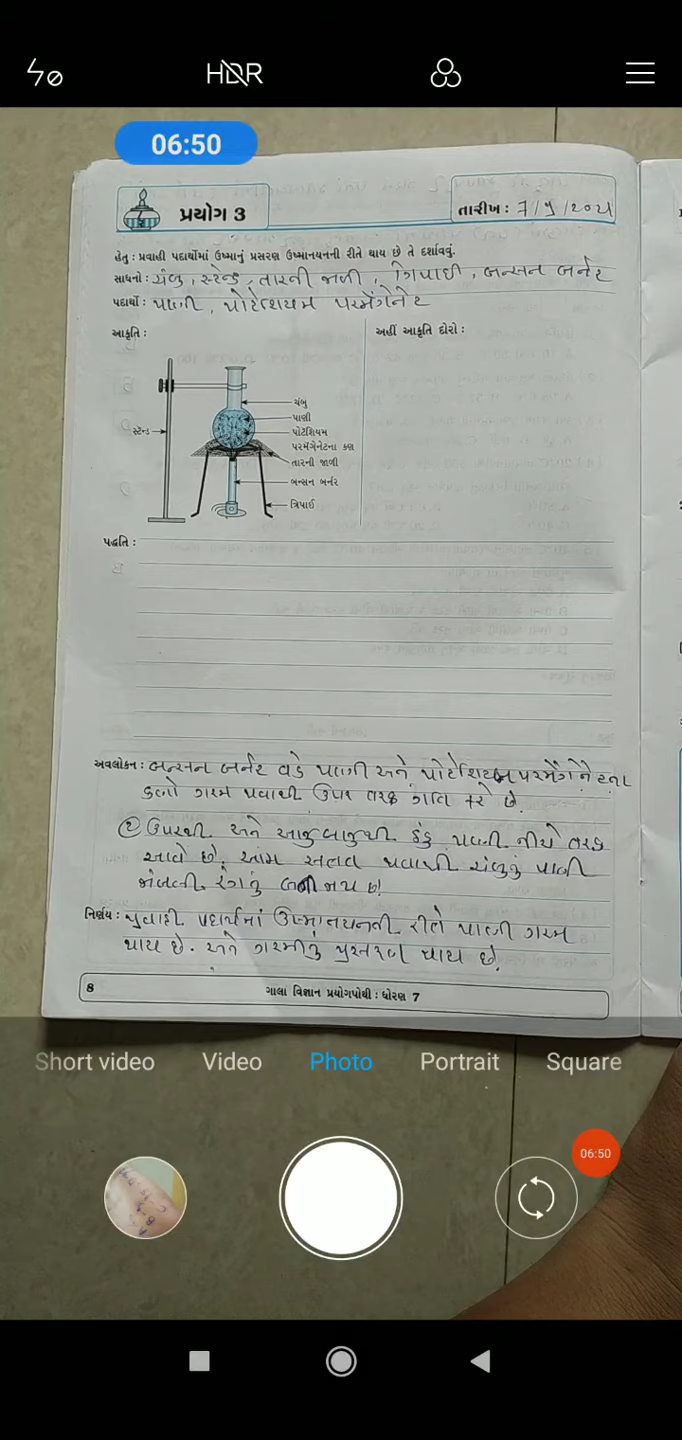 HDR
06:50
પ્રયોગ 3
તારીખ : 7/9/2021
હેતુ : પ્રવાહી પદાર્થોમાં ઉષ્માનું પ્રસરણ ઉષ્માનયનની રીતે થાય છે તે દર્શાવવું.
સાધનો : ચંબુ, સ્ટેન્ડ, તારની જાળી, ત્રિપાઈ, બન્સન બર્નર
પદાર્થો : પાણી, પોટેશિયમ પરમેંગેનેટ
આકૃતિ :
અહીં આકૃતિ દોરો :
ચંબુ
પાણી
સ્ટૅન્ડ
પોટૅશિયમ
પરમૅંગેનેટના કણ
તારની જાળી
બન્સન બર્નર
ત્રિપાઈ
પદ્ધતિ :
અવલોકન : બન્સન બર્નર વડે પાણી અને પોટેશિયમ પરમેંગેનેટના
કણો ગરમ થવાથી ઉપર તરફ ગતિ કરે છે.
② ઉપરથી અને આજુબાજુથી ઠંડુ પાણી નીચે તરફ
આવે છે. આમ સતત થવાથી ચંબુનું પાણી
જાંબલી રંગનું બની જાય છે!
નિર્ણય : પ્રવાહી પદાર્થમાં ઉષ્માનયનની રીતે પાણી ગરમ
થાય છે. અને ગરમીનું પ્રસરણ થાય છે.
8
ગાલા વિજ્ઞાન પ્રયોગપોથી : ધોરણ 7
Short video Video Photo Portrait Square
06:50